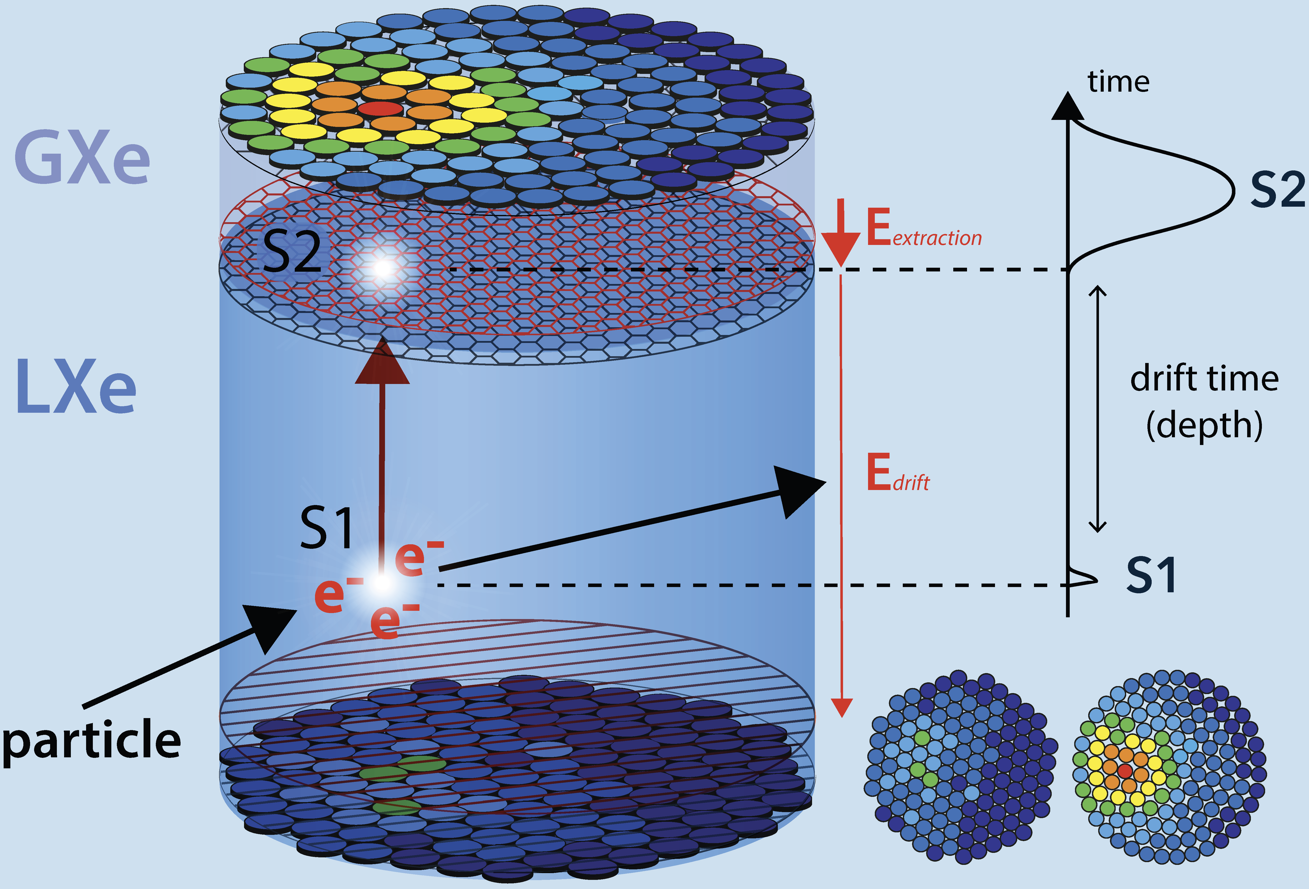 time
GXe
S2
E extraction
S2
LXe
drift time
(depth)
E drift
S1
e-
S1
e-
e-
particle